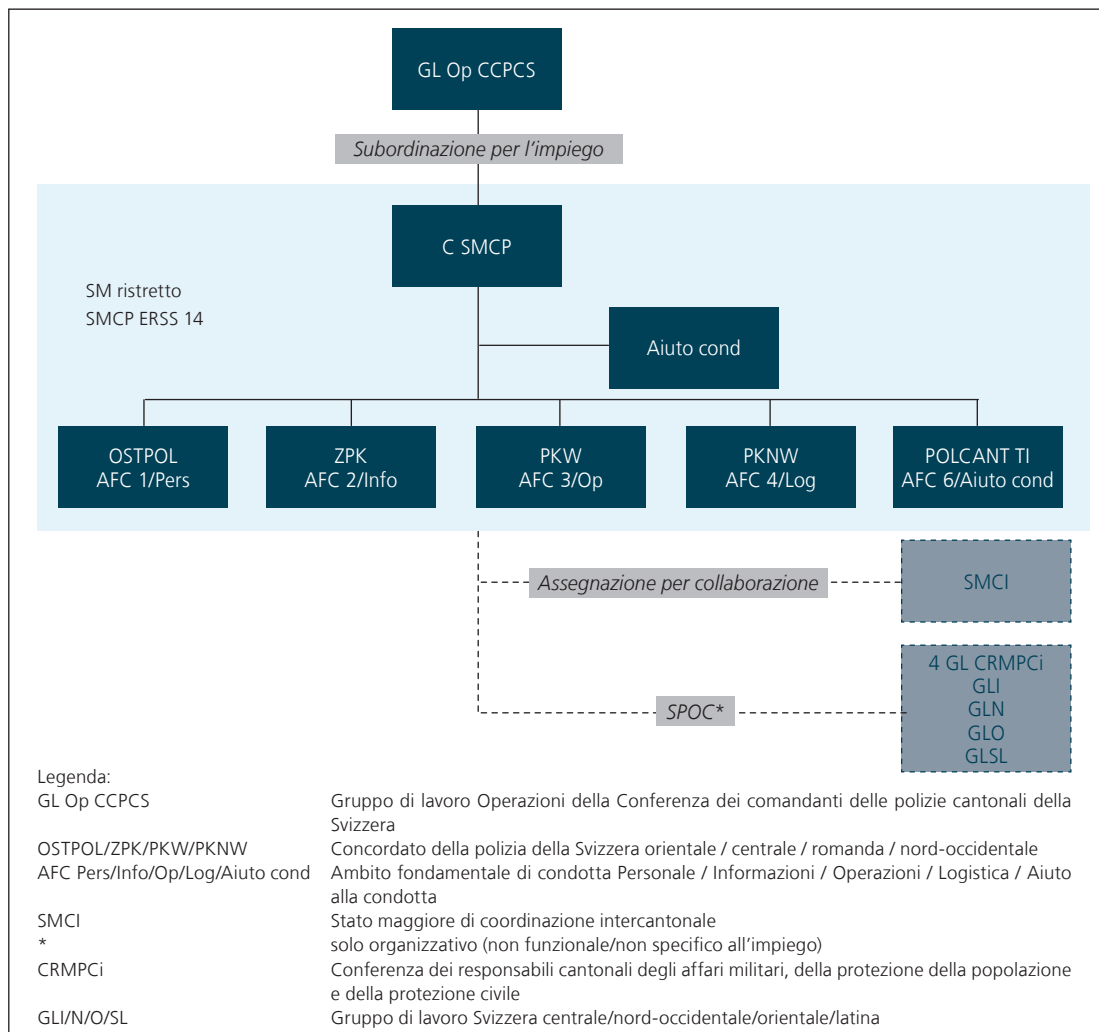 GL Op CCPCS
Subordinazione per l'impiego
C SMCP
SM ristretto
SMCP ERSS 14
Aiuto cond
OSTPOL
AFC 1/Pers
ZPK
AFC 2/Info
PKW
AFC 3/Op
PKNW
AFC 4/Log
POLCANT TI
AFC 6/Aiuto cond
Assegnazione per collaborazione
SMCI
SPOC*
4 GL CRMPCi
GLI
GLN
GLO
GLSL
Legenda:
GL Op CCPCS Gruppo di lavoro Operazioni della Conferenza dei comandanti delle polizie cantonali della
Svizzera
OSTPOL/ZPK/PKW/PKNW Concordato della polizia della Svizzera orientale / centrale / romanda / nord-occidentale
AFC Pers/Info/Op/Log/Aiuto cond Ambito fondamentale di condotta Personale / Informazioni / Operazioni / Logistica / Aiuto
alla condotta
SMCI Stato maggiore di coordinazione intercantonale
* solo organizzativo (non funzionale/non specifico all'impiego)
CRMPCi Conferenza dei responsabili cantonali degli affari militari, della protezione della popolazione
e della protezione civile
GLI/N/O/SL Gruppo di lavoro Svizzera centrale/nord-occidentale/orientale/latina